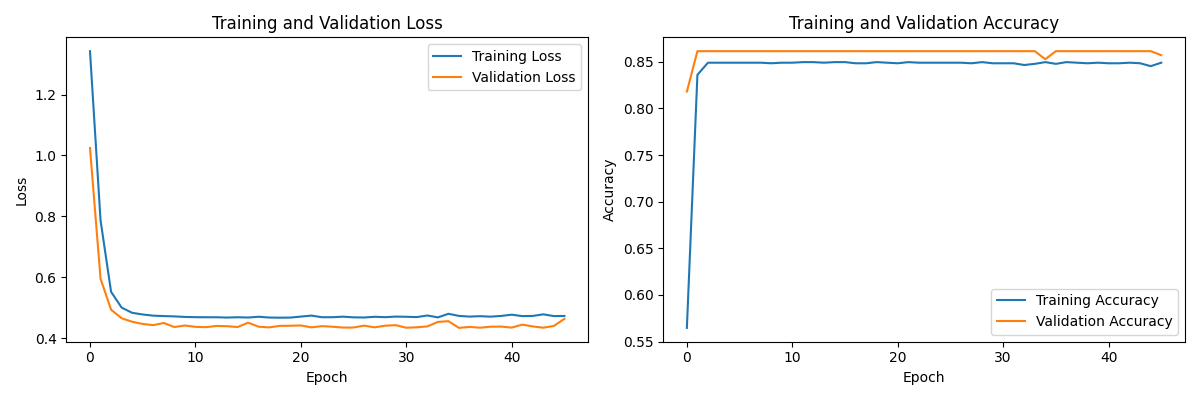 Training and Validation Loss
Training Loss
Validation Loss
1.2
1.0
0.8
0.6
0.4
Loss
0
10
20
30
40
Epoch
Training and Validation Accuracy
0.85
0.80
0.75
0.70
0.65
0.60
0.55
Accuracy
Training Accuracy
Validation Accuracy
0
10
20
30
40
Epoch